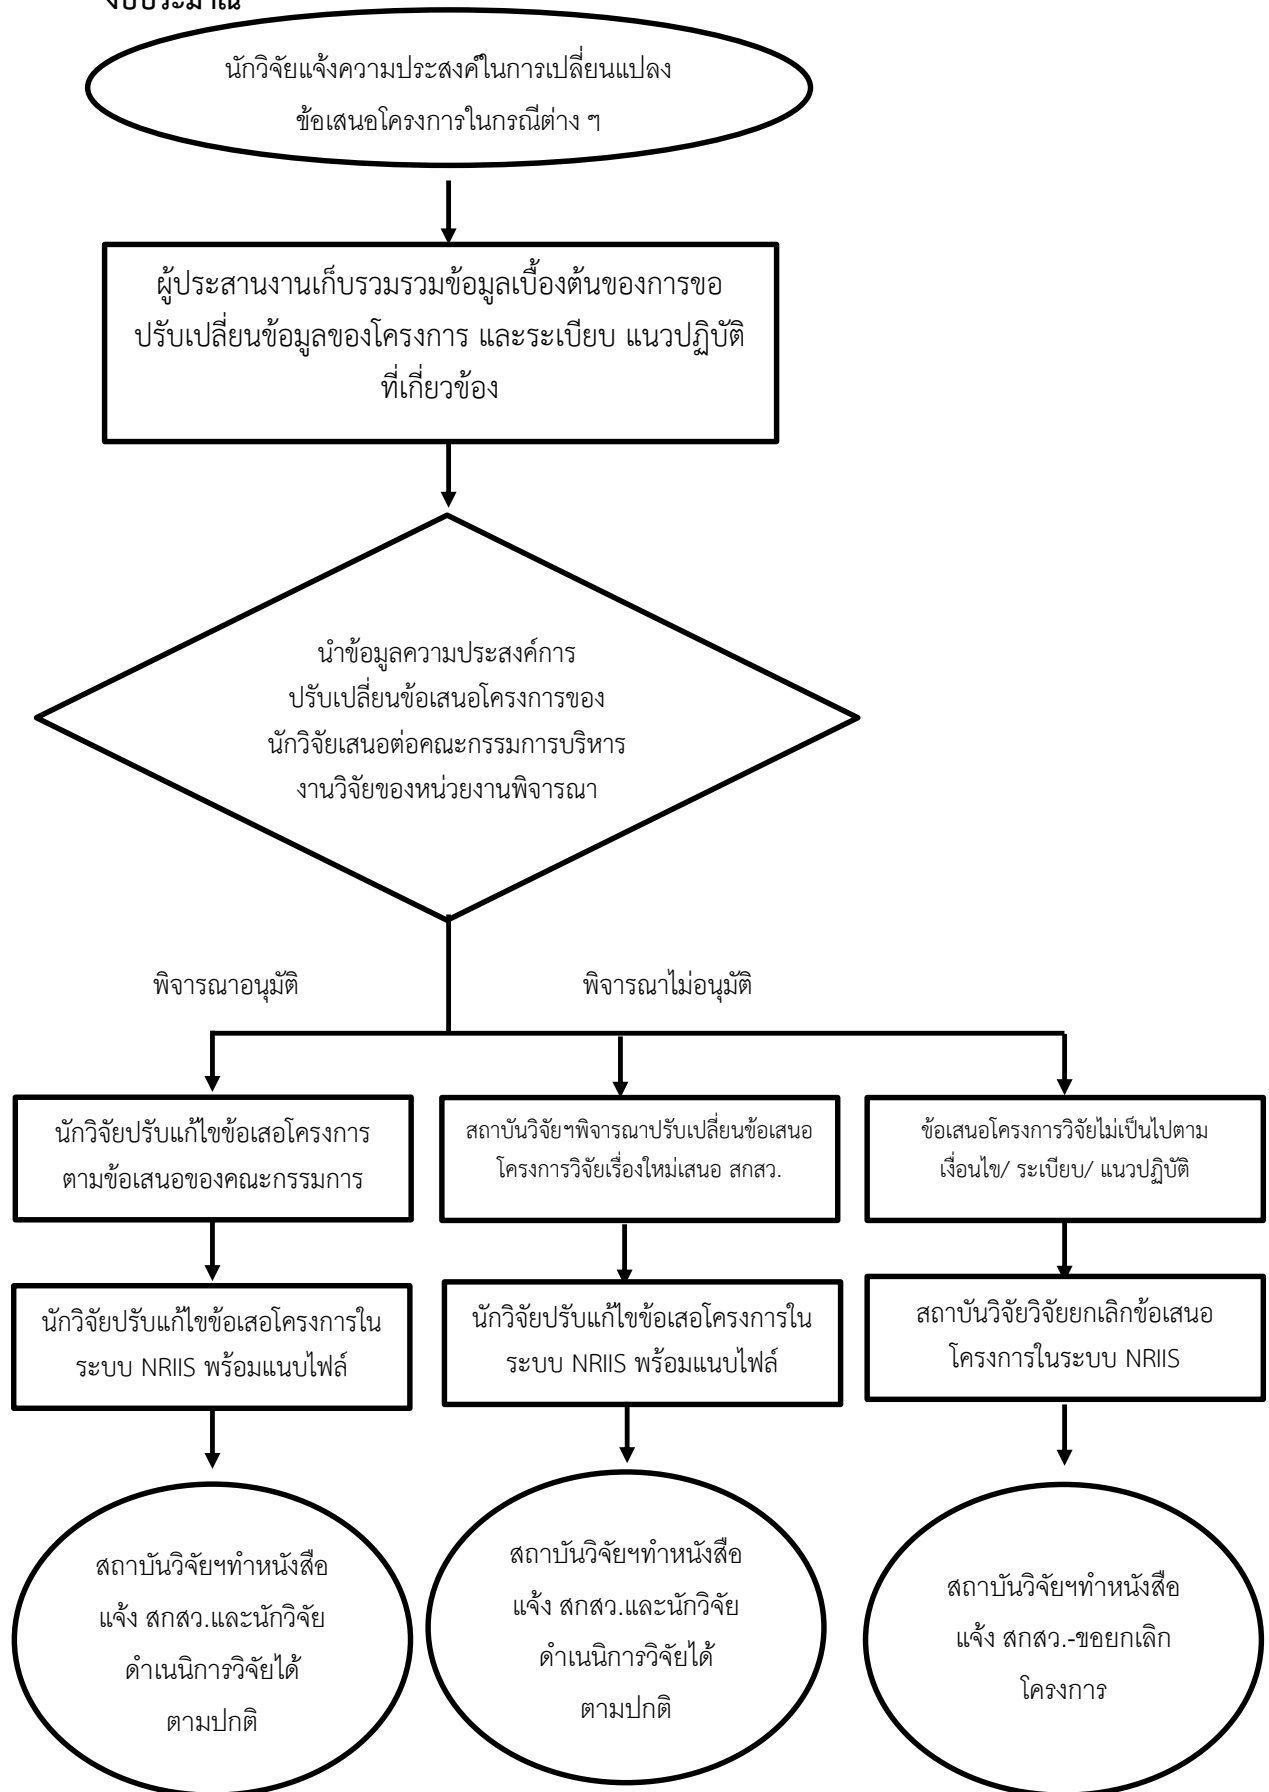 งบประมาณ
นักวิจัยแจ้งความประสงค์ในการเปลี่ยนแปลง
ข้อเสนอโครงการในกรณีต่าง ๆ
ผู้ประสานงานเก็บรวมรวมข้อมูลเบื้องต้นของการขอ
ปรับเปลี่ยนข้อมูลของโครงการ และระเบียบ แนวปฏิบัติ
ที่เกี่ยวข้อง
นำข้อมูลความประสงค์การ
ปรับเปลี่ยนข้อเสนอโครงการของ
นักวิจัยเสนอต่อคณะกรรมการบริหาร
งานวิจัยของหน่วยงานพิจารณา
พิจารณาอนุมัติ
พิจารณาไม่อนุมัติ
นักวิจัยปรับแก้ไขข้อเสอโครงการ
ตามข้อเสนอของคณะกรรมการ
สถาบันวิจัยฯพิจารณาปรับเปลี่ยนข้อเสนอ
โครงการวิจัยเรื่องใหม่เสนอ สกสว.
ข้อเสนอโครงการวิจัยไม่เป็นไปตาม
เงื่อนไข/ ระเบียบ/ แนวปฏิบัติ
นักวิจัยปรับแก้ไขข้อเสอโครงการใน
ระบบ NRIIS พร้อมแนบไฟล์
นักวิจัยปรับแก้ไขข้อเสอโครงการใน
ระบบ NRIIS พร้อมแนบไฟล์
สถาบันวิจัยวิจัยยกเลิกข้อเสนอ
โครงการในระบบ NRIIS
สถาบันวิจัยฯทำหนังสือ
แจ้ง สกสว.และนักวิจัย
ดำเนนิการวิจัยได้
ตามปกติ
สถาบันวิจัยฯทำหนังสือ
แจ้ง สกสว.และนักวิจัย
ดำเนนิการวิจัยได้
ตามปกติ
สถาบันวิจัยฯทำหนังสือ
แจ้ง สกสว.-ขอยกเลิก
โครงการ